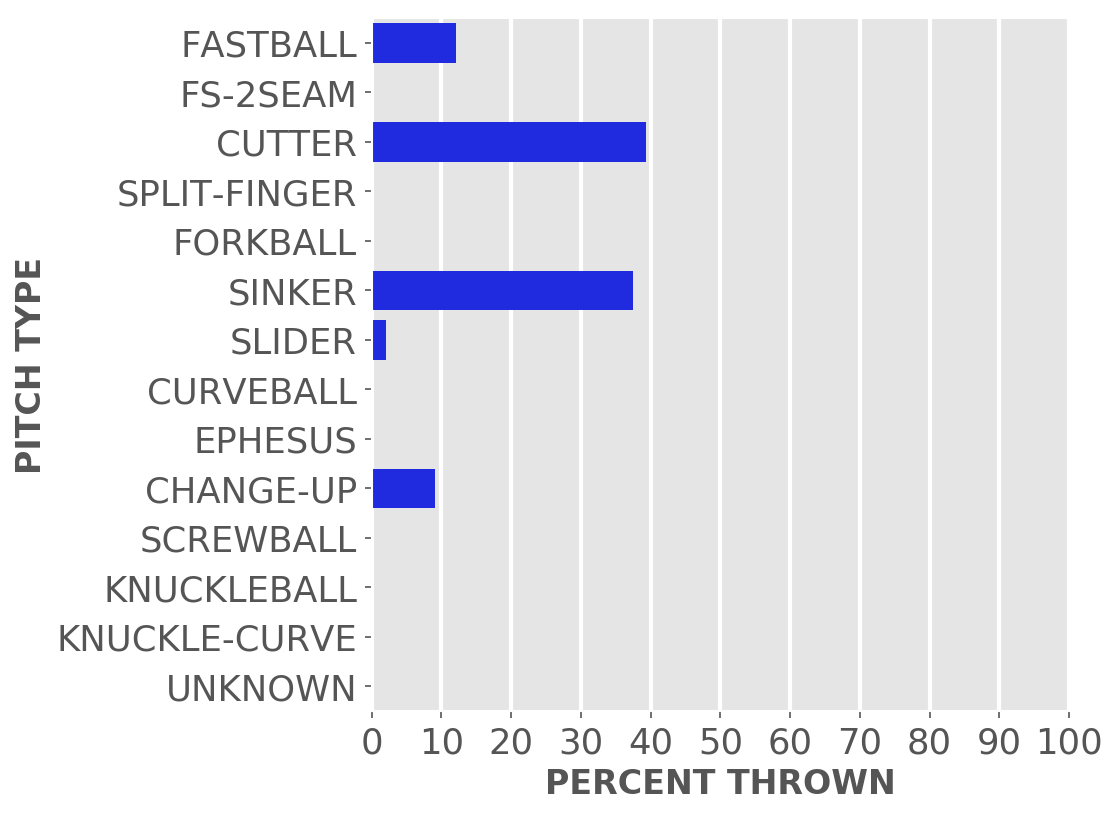 FASTBALL
FS-2SEAM
CUTTER
SPLIT-FINGER
FORKBALL
SINKER
SLIDER
CURVEBALL
EPHESUS
CHANGE-UP
SCREWBALL
KNUCKLEBALL
KNUCKLE-CURVE
UNKNOWN
PITCH TYPE
0 10 20 30 40 50 60 70 80 90 100
PERCENT THROWN